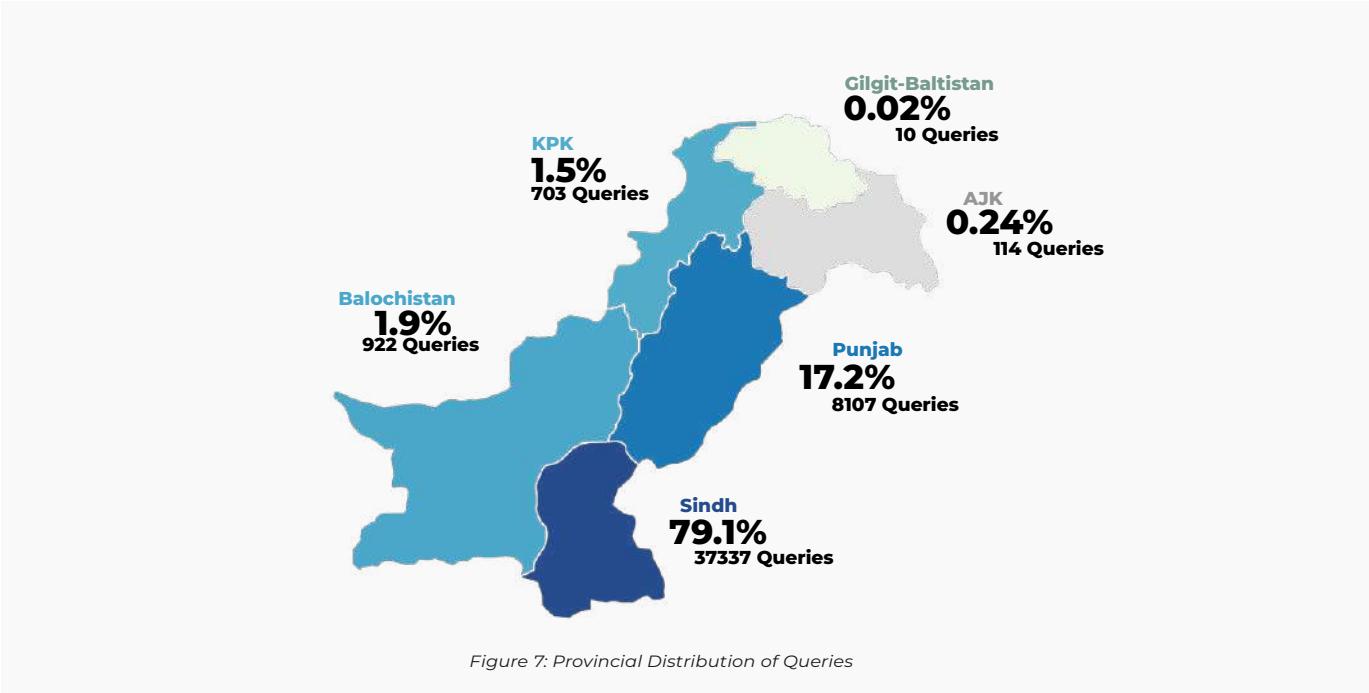 Gilgit-Baltistan
0.02%
10 Queries
KPK
1.5%
703 Queries
AJK
0.24%
114 Queries
Balochistan
1.9%
922 Queries
Punjab
17.2%
8107 Queries
Sindh
79.1%
37337 Queries
Figure 7: Provincial Distribution of Queries